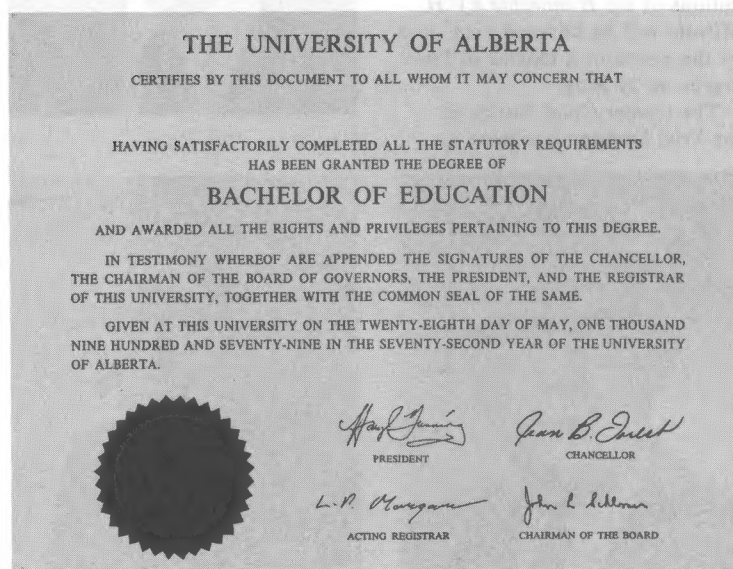 THE UNIVERSITY OF ALBERTA
CERTIFIES BY THIS DOCUMENT TO ALL WHOM IT MAY CONCERN THAT
HAVING SATISFACTORILY COMPLETED ALL THE STATUTORY REQUIREMENTS
HAS BEEN GRANTED THE DEGREE OF
BACHELOR OF EDUCATION
AND AWARDED ALL THE RIGHTS AND PRIVILEGES PERTAINING TO THIS DEGREE.
IN TESTIMONY WHEREOF ARE APPENDED THE SIGNATURES OF THE CHANCELLOR,
THE CHAIRMAN OF THE BOARD OF GOVERNORS, THE PRESIDENT, AND THE REGISTRAR
OF THIS UNIVERSITY, TOGETHER WITH THE COMMON SEAL OF THE SAME.
GIVEN AT THIS UNIVERSITY ON THE TWENTY-EIGHTH DAY OF MAY, ONE THOUSAND
NINE HUNDRED AND SEVENTY-NINE IN THE SEVENTY-SECOND YEAR OF THE UNIVERSITY
OF ALBERTA.
Jean B. Forest
PRESIDENT
CHANCELLOR
John L
ACTING REGISTRAR
CHAIRMAN OF THE BOARD